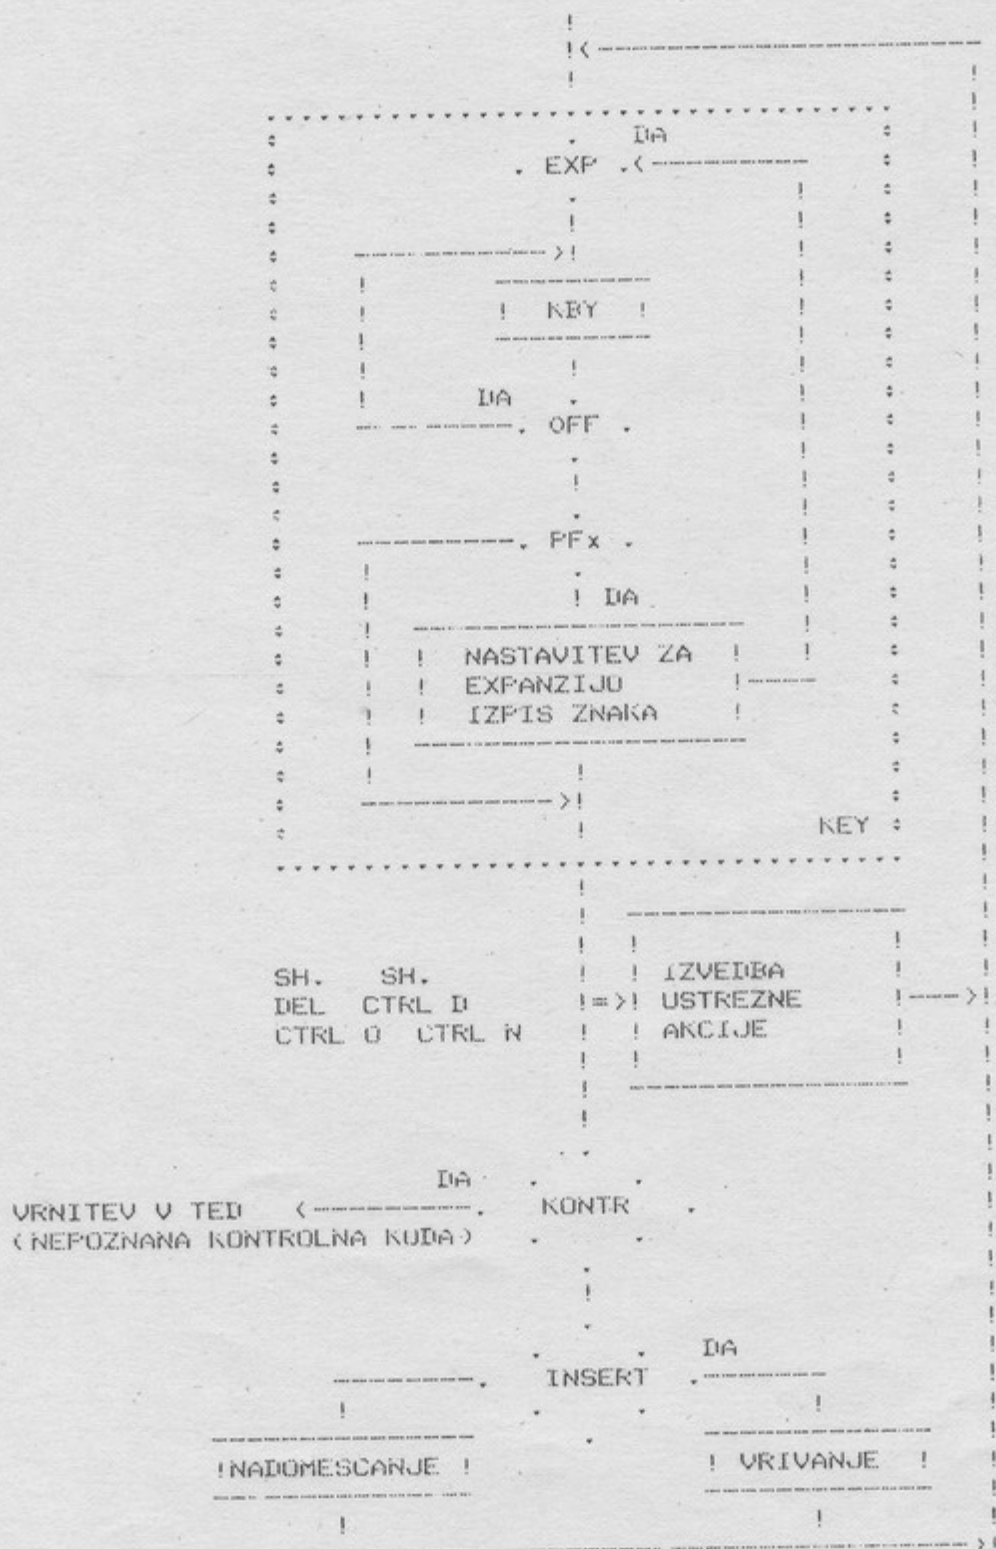 DA
EXP
KBY
DA
OFF
PFx
DA
NASTAVITEV ZA
EXPANZIJO
IZPIS ZNAKA
KEY
SH. SH.
DEL CTRL D
CTRL O CTRL N
IZVEDBA
USTREZNE
AKCIJE
DA
VRNITEV V TED
KONTR
(NEPOZNANA KONTROLNA KODA)
DA
INSERT
NADOMESCANJE
VRIVANJE